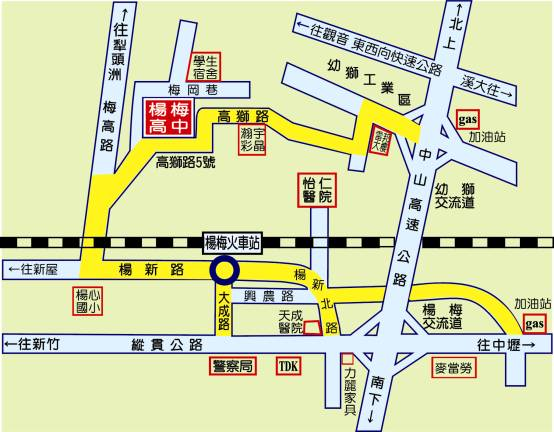 ←往犁頭洲
梅高路
學生
宿舍
梅岡巷
楊梅
高中
高獅路
瀚宇
彩晶
高獅路5號
←往觀音 東西向快速公路
溪大往→
幼獅工業區
北上
gas
加油站
中山高速公路
幼獅
交流道
怡仁
醫院
楊梅火車站
←往新屋
楊新路
楊新北路
楊心
國小
大成路
興農路
天成
醫院
楊梅
交流道
加油站
gas
←往新竹
縱貫公路
往中壢→
警察局
TDK
力麗家具
麥當勞
南下→